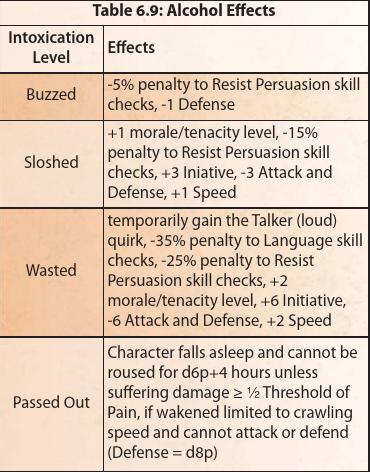 Table 6.9: Alcohol Effects
Intoxication
Level
Effects
Buzzed
-5% penalty to Resist Persuasion skill
checks, -1 Defense
Sloshed
+1 morale/tenacity level, -15%
penalty to Resist Persuasion skill
checks, +3 Iniative, -3 Attack and
Defense, +1 Speed
Wasted
temporarily gain the Talker (loud)
quirk, -35% penalty to Language skill
checks, -25% penalty to Resist
Persuasion skill checks, +2
morale/tenacity level, +6 Initiative,
-6 Attack and Defense, +2 Speed
Passed Out
Character falls asleep and cannot be
roused for d6p+4 hours unless
suffering damage ≥ ½ Threshold of
Pain, if wakened limited to crawling
speed and cannot attack or defend
(Defense = d8p)